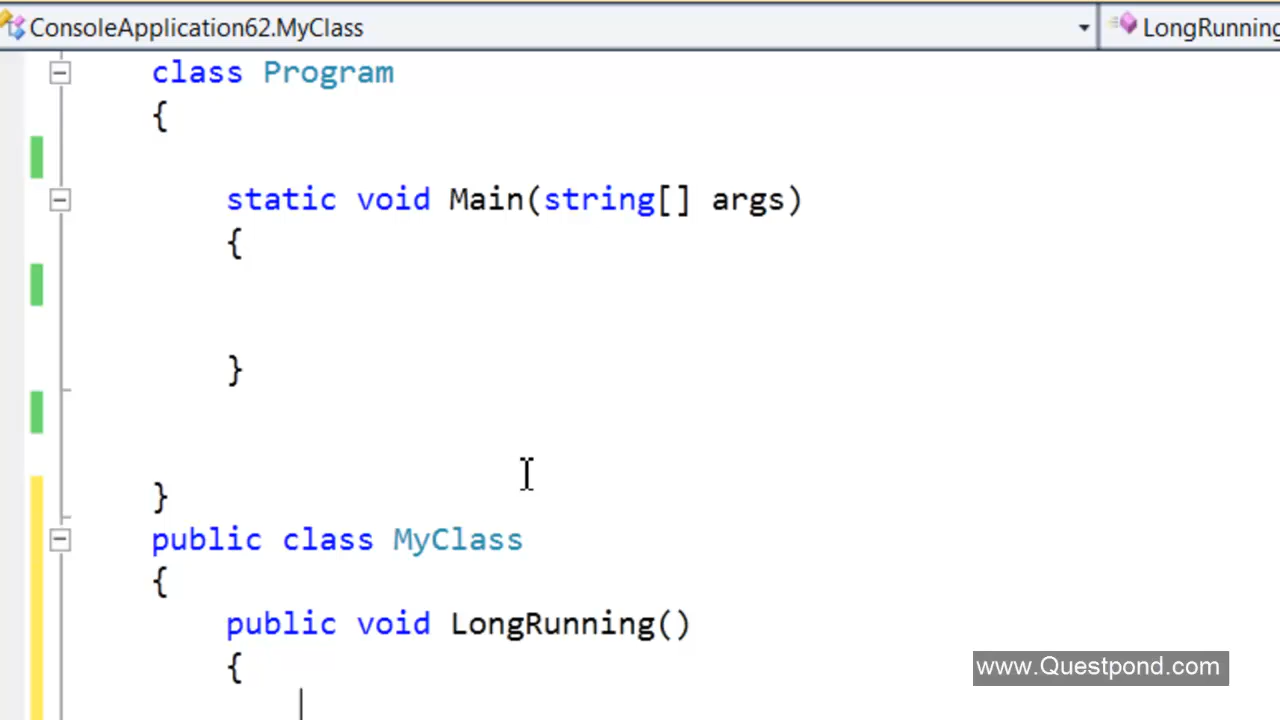 ConsoleApplication62.MyClass LongRunning
class Program
{
static void Main(string[] args)
{
}
}
public class MyClass
{
public void LongRunning()
{
www.Questpond.com